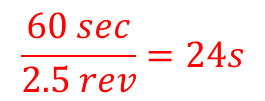 60 sec
2.5 rev = 24s